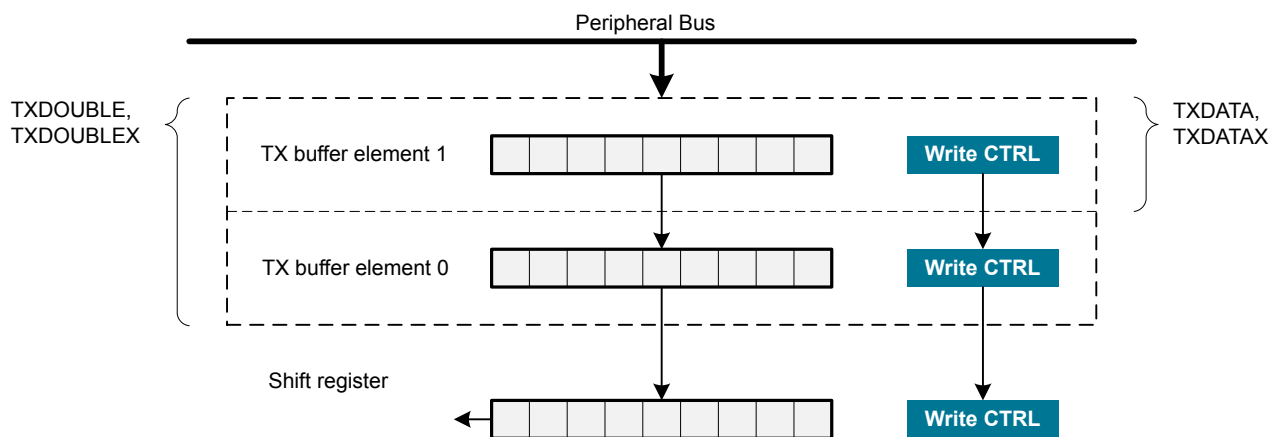 Peripheral Bus
TXDOUBLE,
TXDOUBLEX
TXDATA,
TXDATAX
TX buffer element 1
Write CTRL
TX buffer element 0
Write CTRL
Shift register
Write CTRL